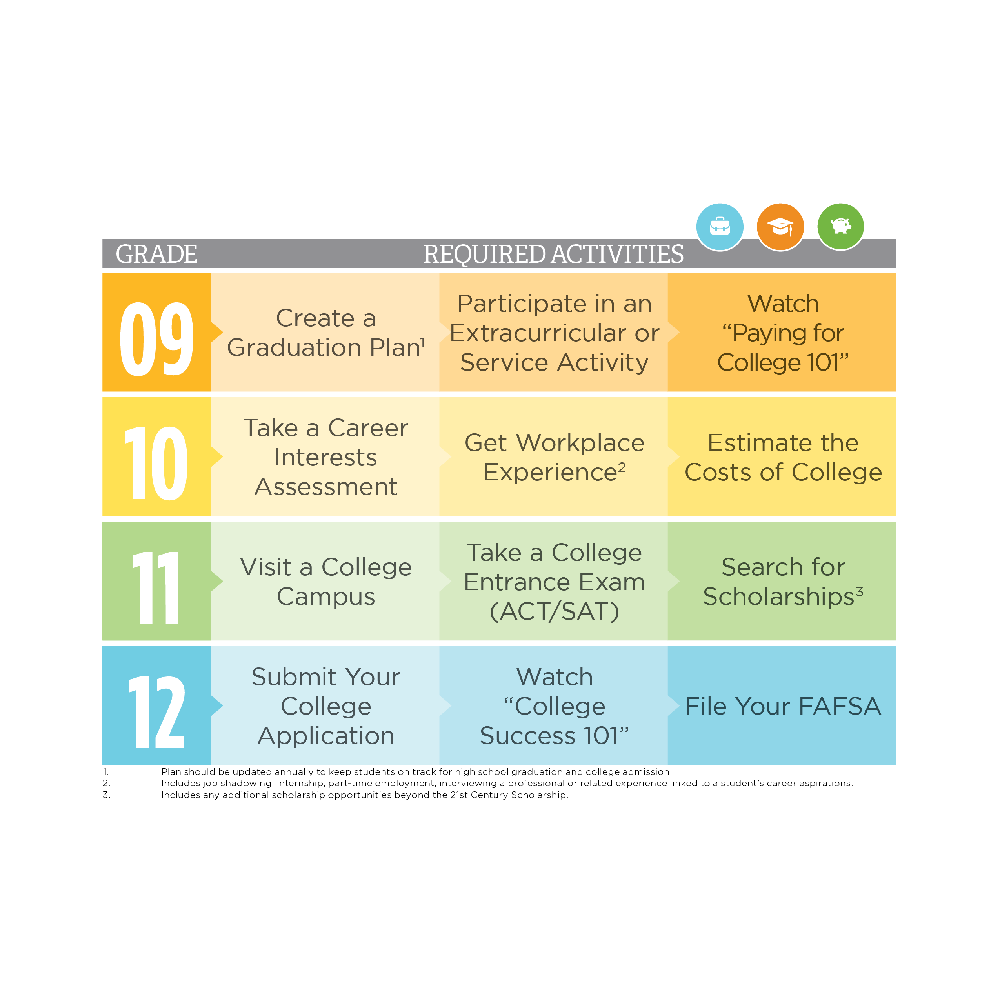 GRADE
REQUIRED ACTIVITIES
09
Create a
Graduation Plan¹
Participate in an
Extracurricular or
Service Activity
Watch
“Paying for
College 101”
10
Take a Career
Interests
Assessment
Get Workplace
Experience²
Estimate the
Costs of College
11
Visit a College
Campus
Take a College
Entrance Exam
(ACT/SAT)
Search for
Scholarships³
12
Submit Your
College
Application
Watch
“College
Success 101”
File Your FAFSA
1. Plan should be updated annually to keep students on track for high school graduation and college admission.
2. Includes job shadowing, internship, part-time employment, interviewing a professional or related experience linked to a student’s career aspirations.
3. Includes any additional scholarship opportunities beyond the 21st Century Scholarship.